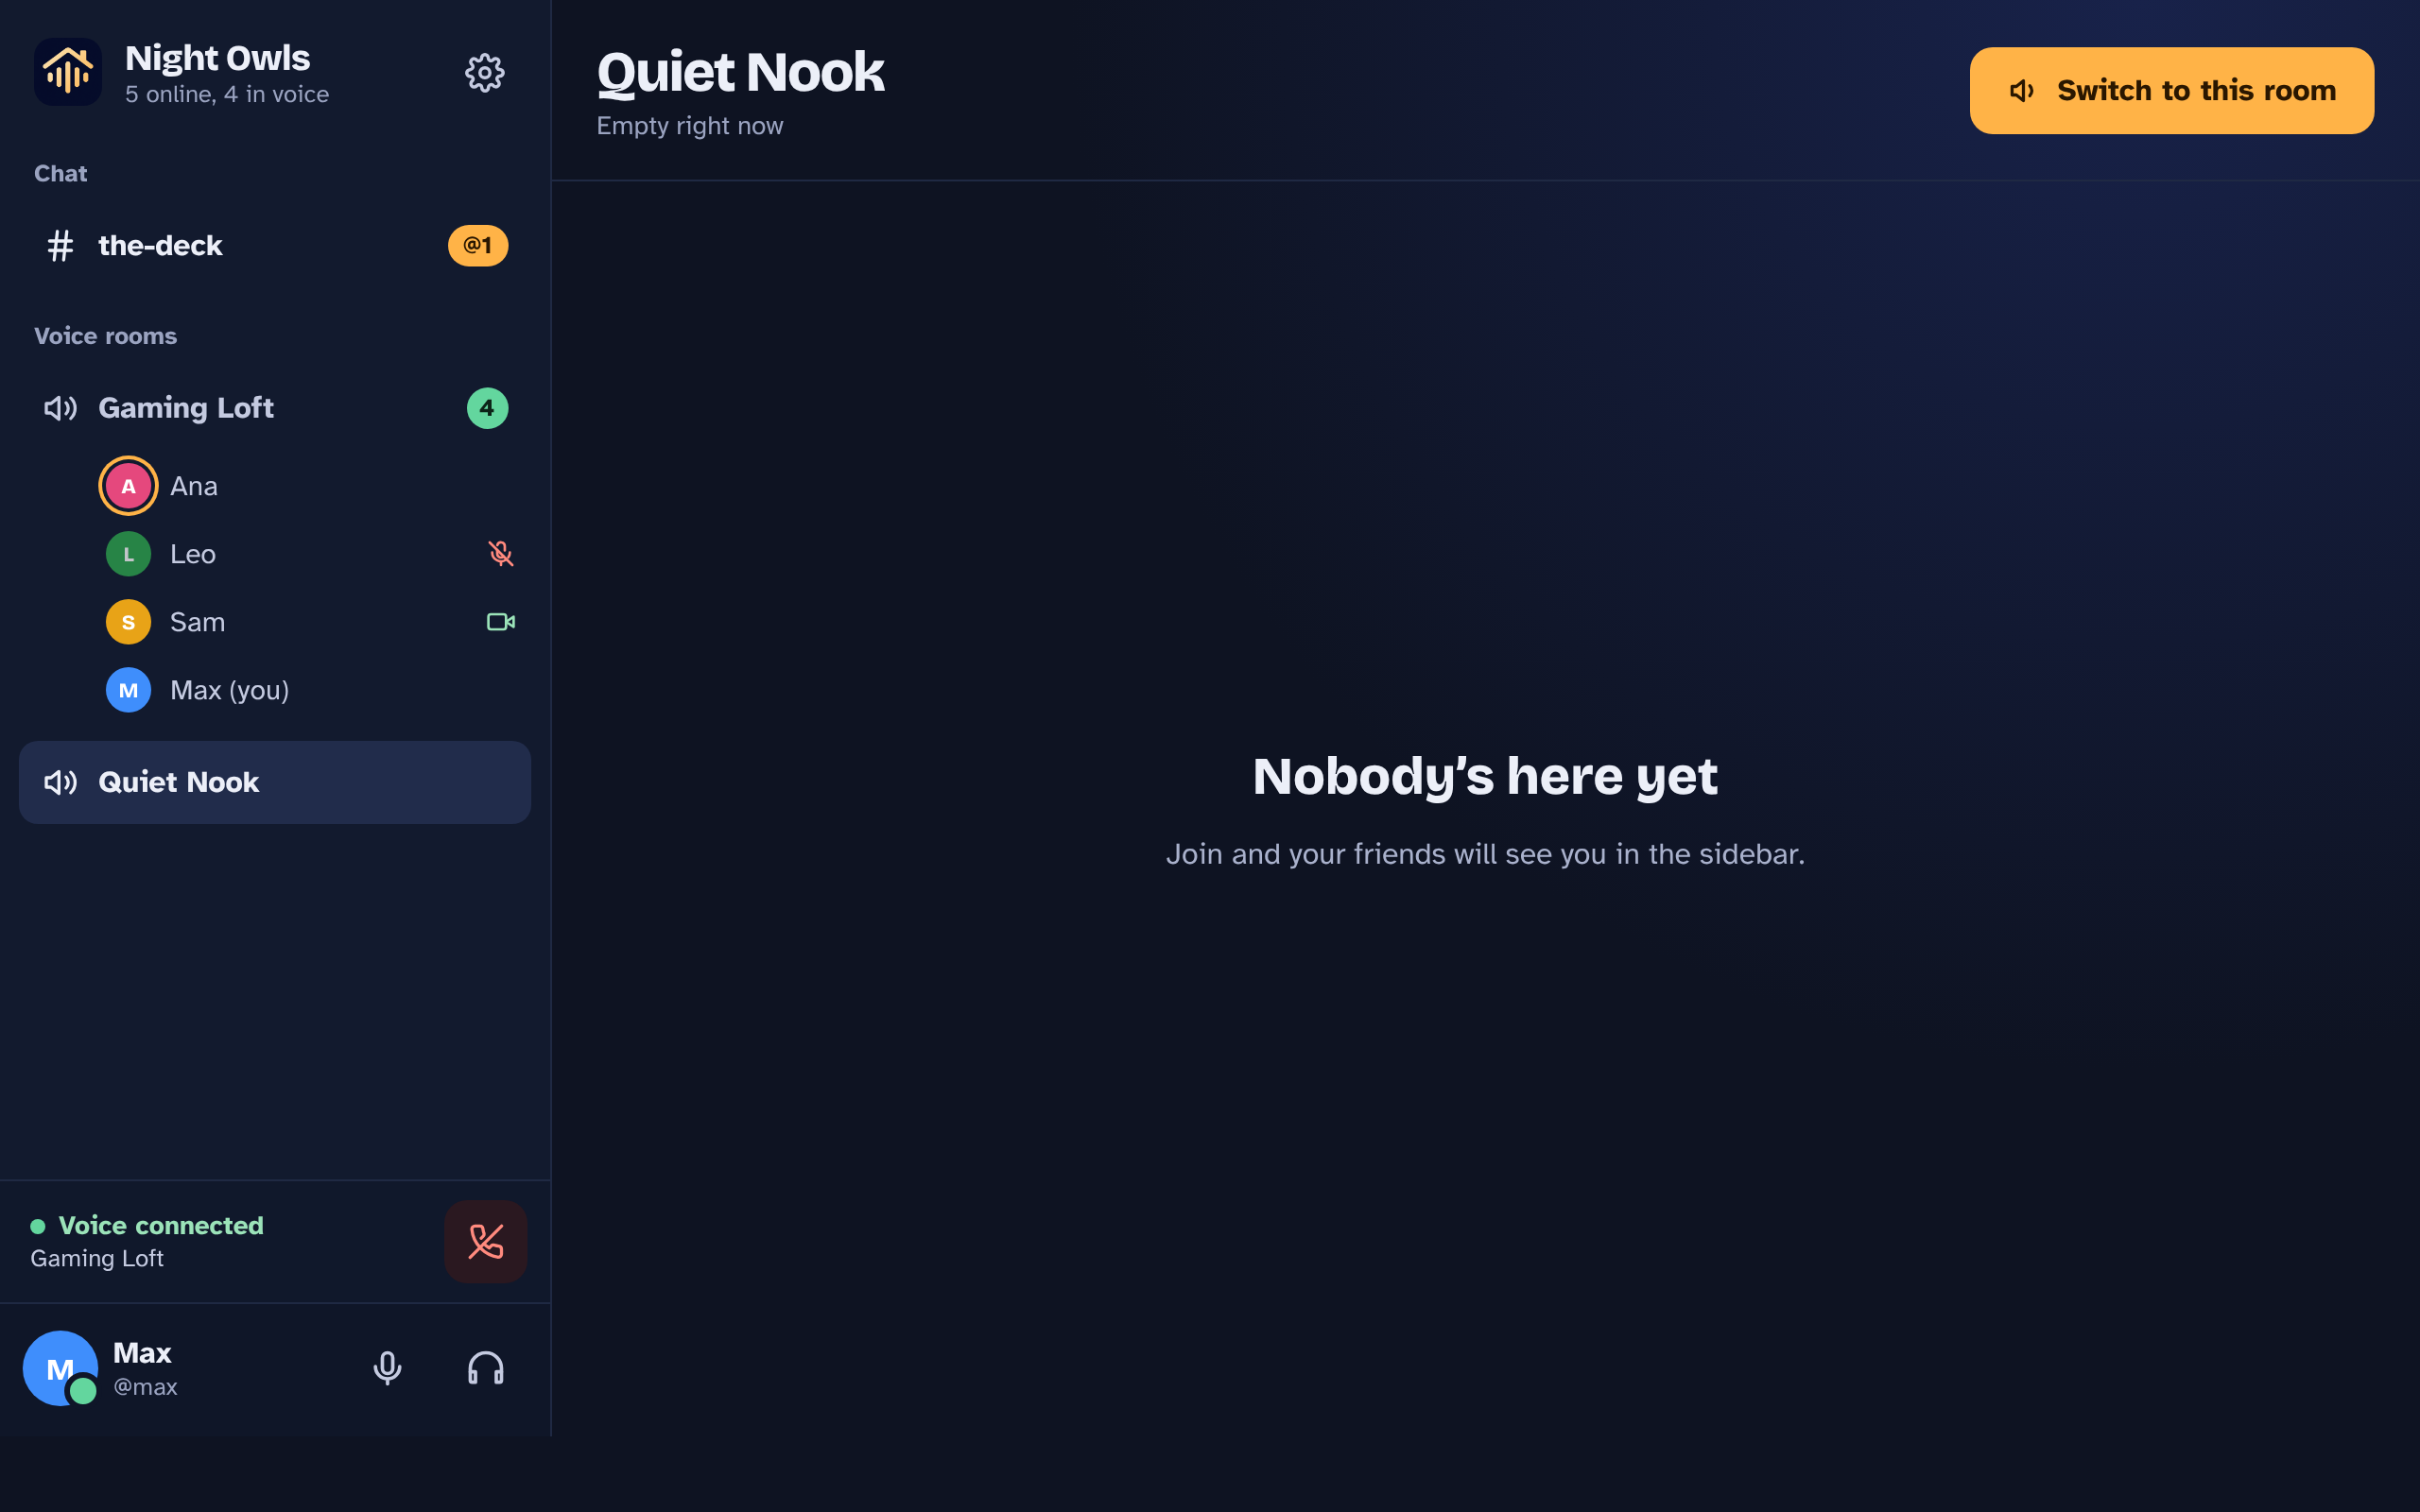 Night Owls
5 online, 4 in voice
Chat
the-deck
@1
Voice rooms
Gaming Loft
4
A
Ana
L
Leo
S
Sam
M
Max (you)
Quiet Nook
Voice connected
Gaming Loft
M
Max
@max
Quiet Nook
Empty right now
Switch to this room
Nobody’s here yet
Join and your friends will see you in the sidebar.